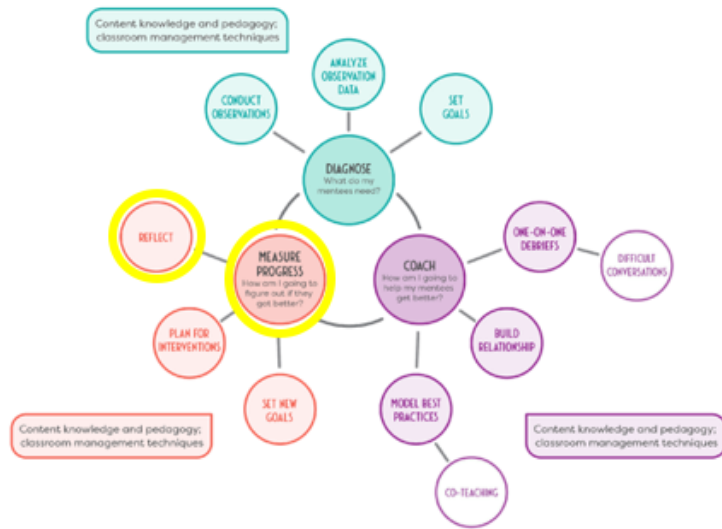 Content knowledge and pedagogy;
classroom management techniques
ANALYZE
OBSERVATION
DATA
CONDUCT
OBSERVATIONS
SET
GOALS
DIAGNOSE
What do my
mentees need?
REFLECT
MEASURE
PROGRESS
How am I going to
figure out if they
got better?
COACH
How am I going to
help my mentees
get better?
ONE-ON-ONE
DEBRIEFS
DIFFICULT
CONVERSATIONS
PLAN FOR
INTERVENTIONS
BUILD
RELATIONSHIP
SET NEW
GOALS
MODEL BEST
PRACTICES
Content knowledge and pedagogy;
classroom management techniques
Content knowledge and pedagogy;
classroom management techniques
CO-TEACHING